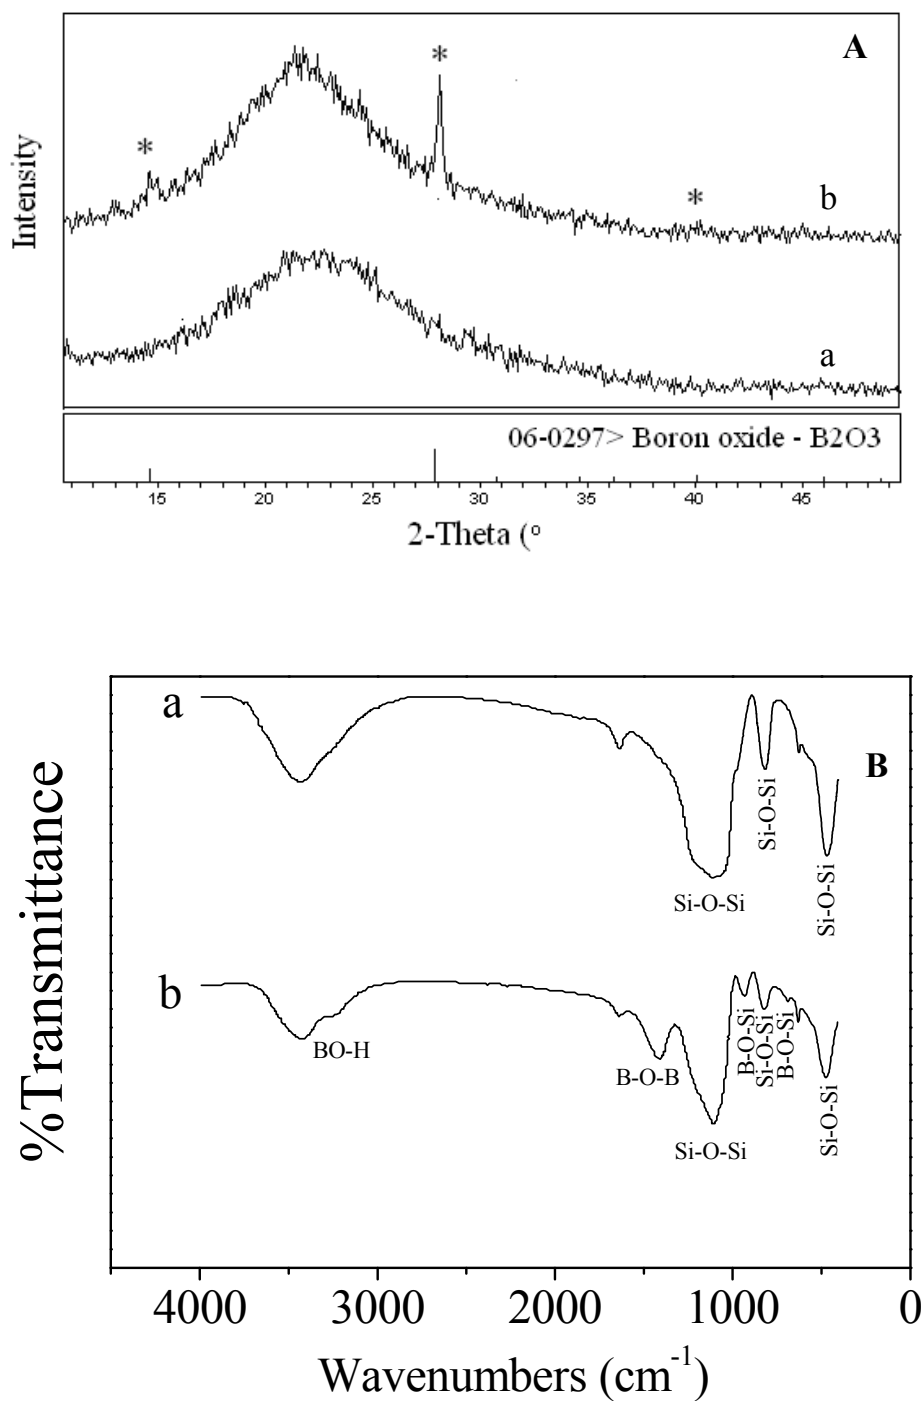 A
*
*
*
b
a
Intensity
06-0297> Boron oxide - B2O3
15 20 25 30 35 40 45
2-Theta (°
a
B
Si-O-Si
Si-O-Si
Si-O-Si
b
BO-H
B-O-B
Si-O-Si
B-O-Si
Si-O-Si
B-O-Si
Si-O-Si
%Transmittance
4000 3000 2000 1000 0
Wavenumbers (cm⁻¹)